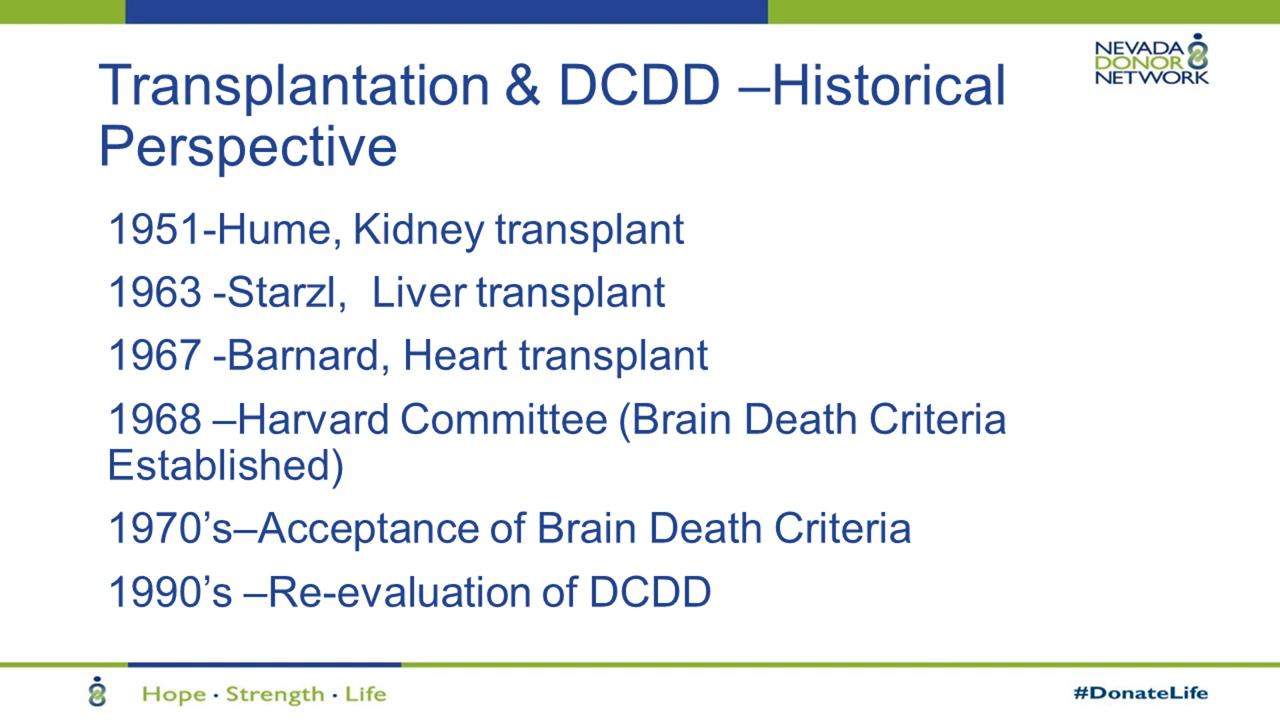 NEVADA
DONOR
NETWORK
Transplantation & DCDD –Historical
Perspective
1951-Hume, Kidney transplant
1963 -Starzl,  Liver transplant
1967 -Barnard, Heart transplant
1968 –Harvard Committee (Brain Death Criteria
Established)
1970’s–Acceptance of Brain Death Criteria
1990’s –Re-evaluation of DCDD
Hope · Strength · Life
#DonateLife